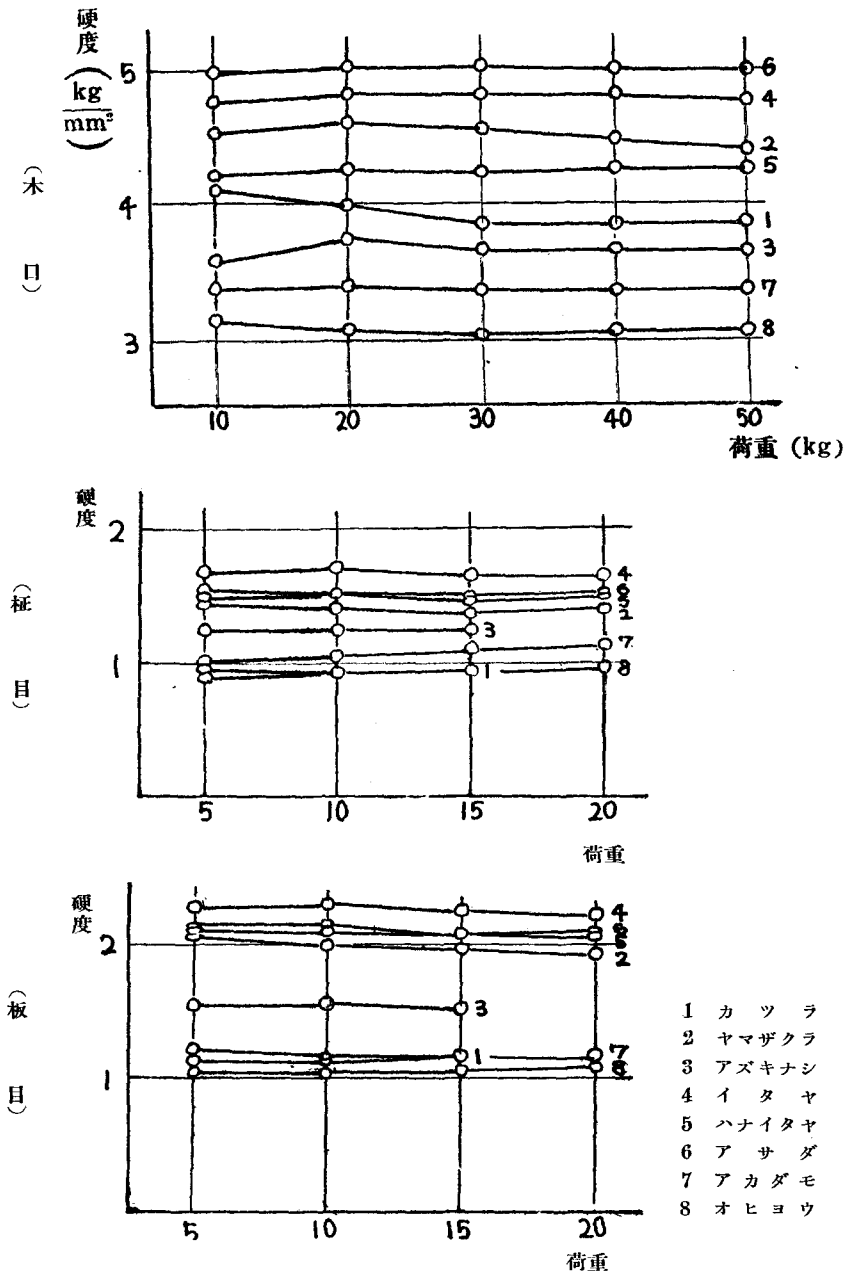 硬度
(kg/mm²)
(木口)
5
4
3
6
4
2
5
1
3
7
8
10 20 30 40 50
荷重 (kg)
硬度
(柾目)
2
1
4
6
5
2
3
7
1
8
5 10 15 20
荷重
硬度
(板目)
2
1
4
6
5
2
3
1
7
8
5 10 15 20
荷重
1 カツラ
2 ヤマザクラ
3 アズキナシ
4 イタヤ
5 ハナイタヤ
6 アサダ
7 アカダモ
8 オヒョウ